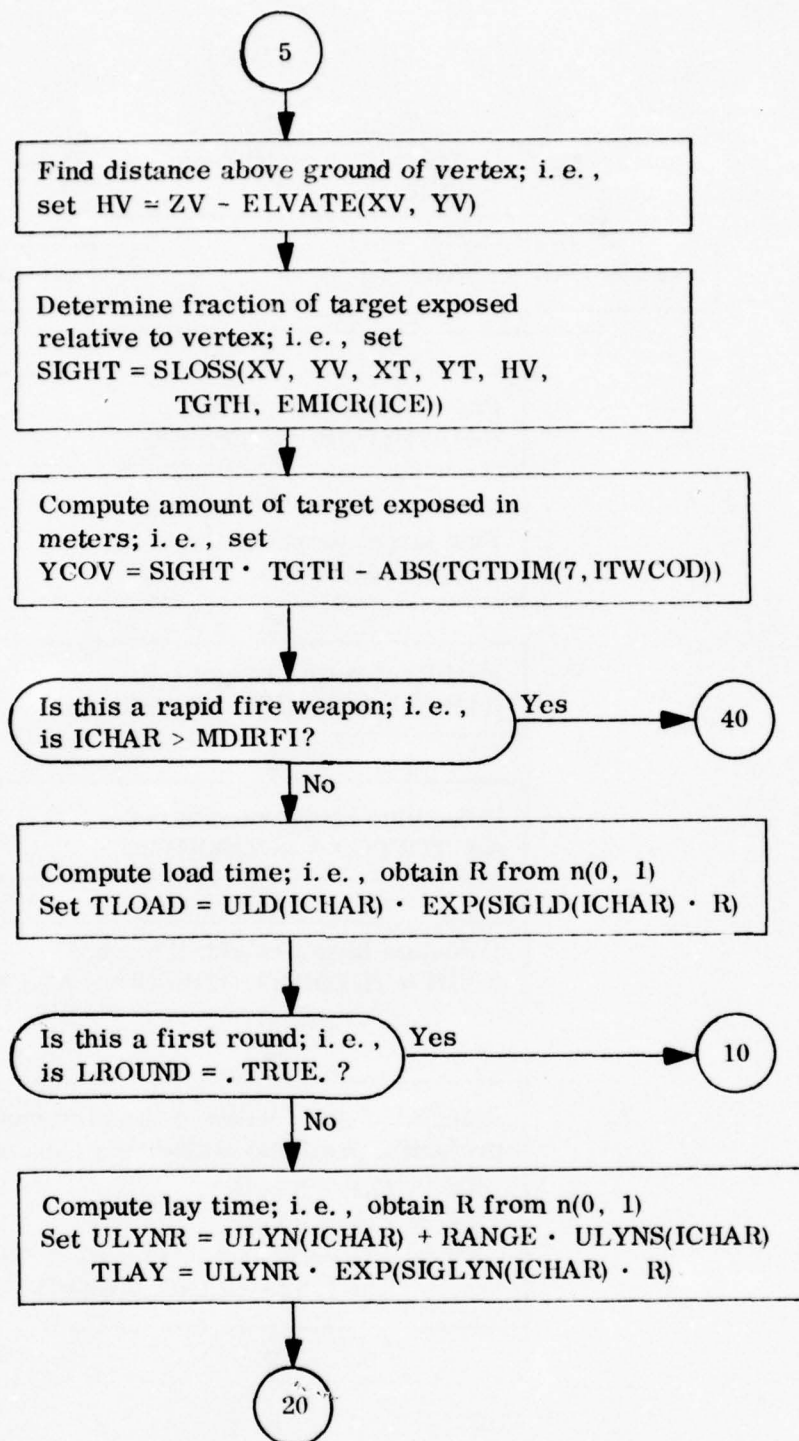 5
Find distance above ground of vertex; i. e. ,
set HV = ZV - ELVATE(XV, YV)
Determine fraction of target exposed
relative to vertex; i. e. , set
SIGHT = SLOSS(XV, YV, XT, YT, HV,
TGTH, EMICR(ICE))
Compute amount of target exposed in
meters; i. e. , set
YCOV = SIGHT · TGTH - ABS(TGTDIM(7, ITWCOD))
Is this a rapid fire weapon; i. e. ,
is ICHAR > MDIRFI?
Yes
40
No
Compute load time; i. e. , obtain R from n(0, 1)
Set TLOAD = ULD(ICHAR) · EXP(SIGLD(ICHAR) · R)
Is this a first round; i. e. ,
is LROUND = . TRUE. ?
Yes
10
No
Compute lay time; i. e. , obtain R from n(0, 1)
Set ULYNR = ULYN(ICHAR) + RANGE · ULYNS(ICHAR)
TLAY = ULYNR · EXP(SIGLYN(ICHAR) · R)
20